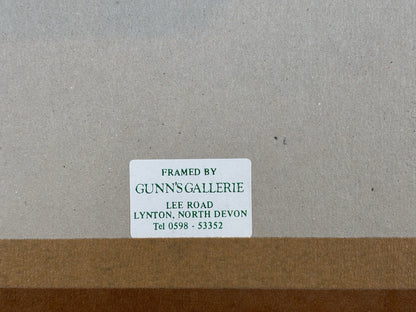 FRAMED BY
GUNN'S GALLERIE
LEE ROAD
LYNTON, NORTH DEVON
Tel 0598 - 53352